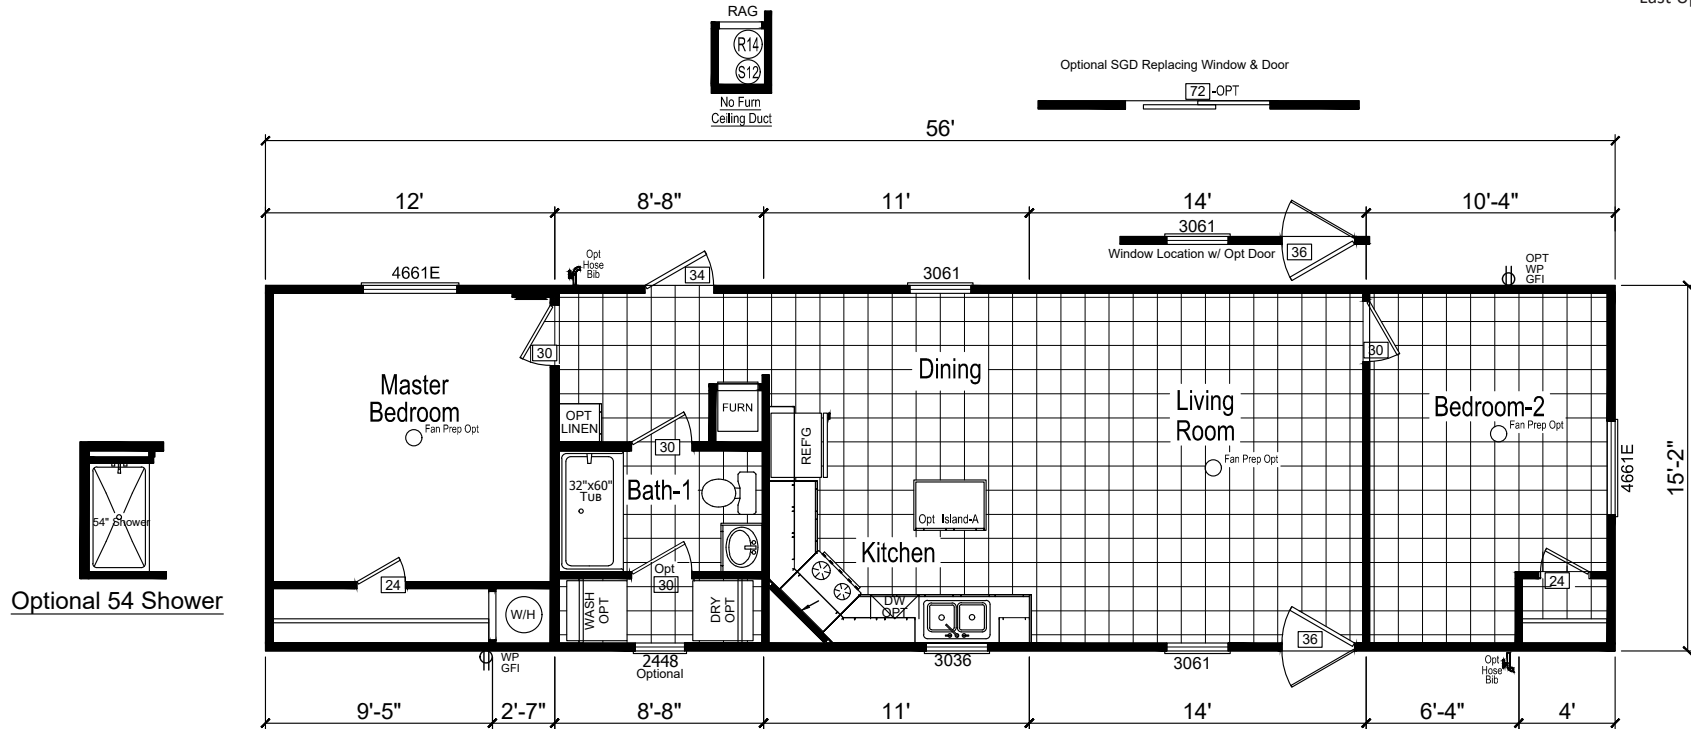 Last Up
RAG
R14
S12
No Furn
Ceiling Duct
Optional SGD Replacing Window & Door
72 -OPT
56'
12'
8'-8"
11'
14'
10'-4"
3061
Window Location w/ Opt Door
36
4661E
Opt
Hose
Bib
34
3061
OPT
WP
GFI
30
30
Master
Bedroom
Fan Prep Opt
Dining
Living
Room
Fan Prep Opt
Bedroom-2
Fan Prep Opt
OPT
LINEN
FURN
30
REF'G
4661E
15'-2"
32"x60"
TUB
Bath-1
54" Shower
Optional 54 Shower
Opt Island-A
Kitchen
Opt
30
24
24
W/H
WASH
OPT
DRY
OPT
DW
OPT
36
WP
GFI
2448
Optional
3036
3061
Opt
Hose
Bib
9'-5"
2'-7"
8'-8"
11'
14'
6'-4"
4'